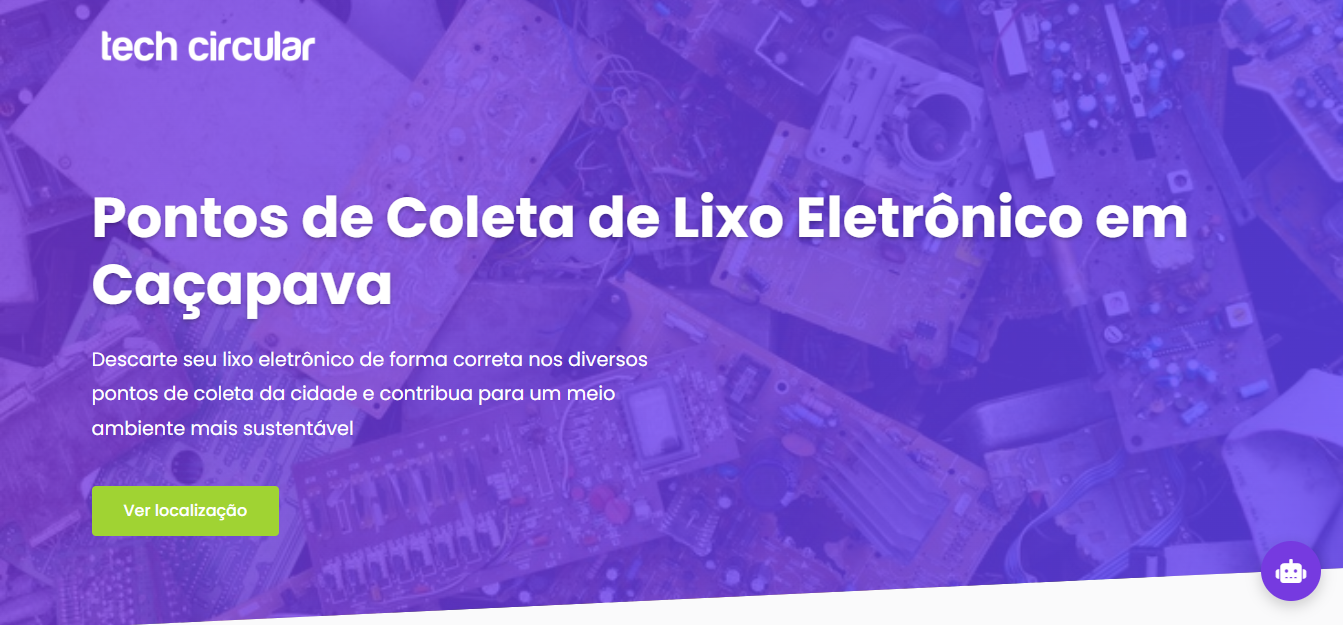 tech circular
Pontos de Coleta de Lixo Eletrônico em
Caçapava
Descarte seu lixo eletrônico de forma correta nos diversos
pontos de coleta da cidade e contribua para um meio
ambiente mais sustentável
Ver localização